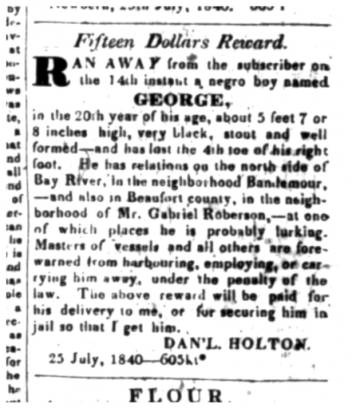 Fifteen Dollars Reward.
RAN AWAY from the subscriber on
the 14th instant a negro boy named
GEORGE,
in the 20th year of his age, about 5 feet 7 or
8 inches high, very black, stout and well
formed—and has lost the 4th toe of his right
foot. He has relations on the north side of
Bay River, in the neighborhood
—and also in Beaufort county, in the neigh-
borhood of Mr. Gabriel Roberson,—at one
of which places he is probably lurking.
Masters of vessels and all others are fore-
warned from harbouring, employing, or car-
rying him away, under the penalty of the
law. The above reward will be paid for
his delivery to me, or for securing him in
jail so that I get him.
DAN'L. HOLTON.
25 July, 1840—605kt*
FLOUR